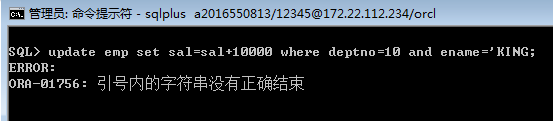 管理员: 命令提示符 - sqlplus  a2016550813/12345@172.22.112.234/orcl
SQL> update emp set sal=sal+10000 where deptno=10 and ename='KING;
ERROR:
ORA-01756: 引号内的字符串没有正确结束